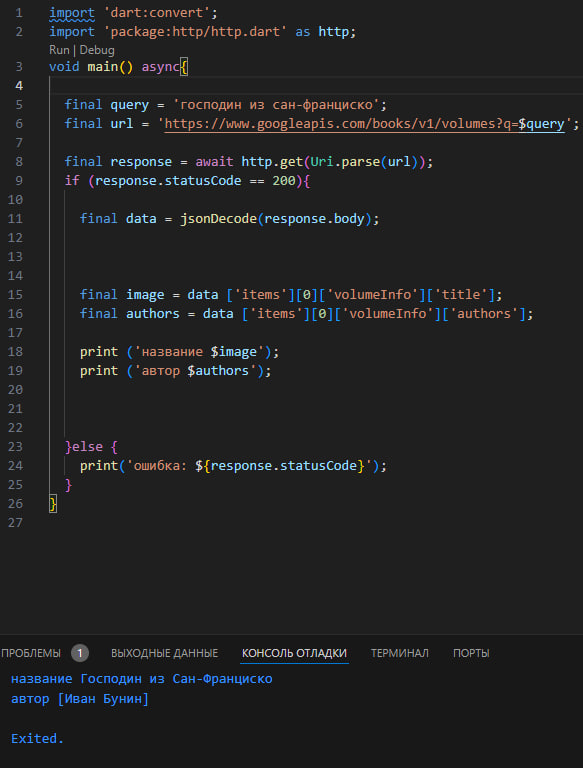 1 import 'dart:convert';
2 import 'package:http/http.dart' as http;
Run | Debug
3 void main() async{
4
5 final query = 'господин из сан-франциско';
6 final url = 'https://www.googleapis.com/books/v1/volumes?q=$query';
7
8 final response = await http.get(Uri.parse(url));
9 if (response.statusCode == 200){
10
11 final data = jsonDecode(response.body);
12
13
14
15 final image = data ['items'][0]['volumeInfo']['title'];
16 final authors = data ['items'][0]['volumeInfo']['authors'];
17
18 print ('название $image');
19 print ('автор $authors');
20
21
22
23 }else {
24 print('ошибка: ${response.statusCode}');
25 }
26 }
27
ПРОБЛЕМЫ 1 ВЫХОДНЫЕ ДАННЫЕ КОНСОЛЬ ОТЛАДКИ ТЕРМИНАЛ ПОРТЫ
название Господин из Сан-Франциско
автор [Иван Бунин]
Exited.